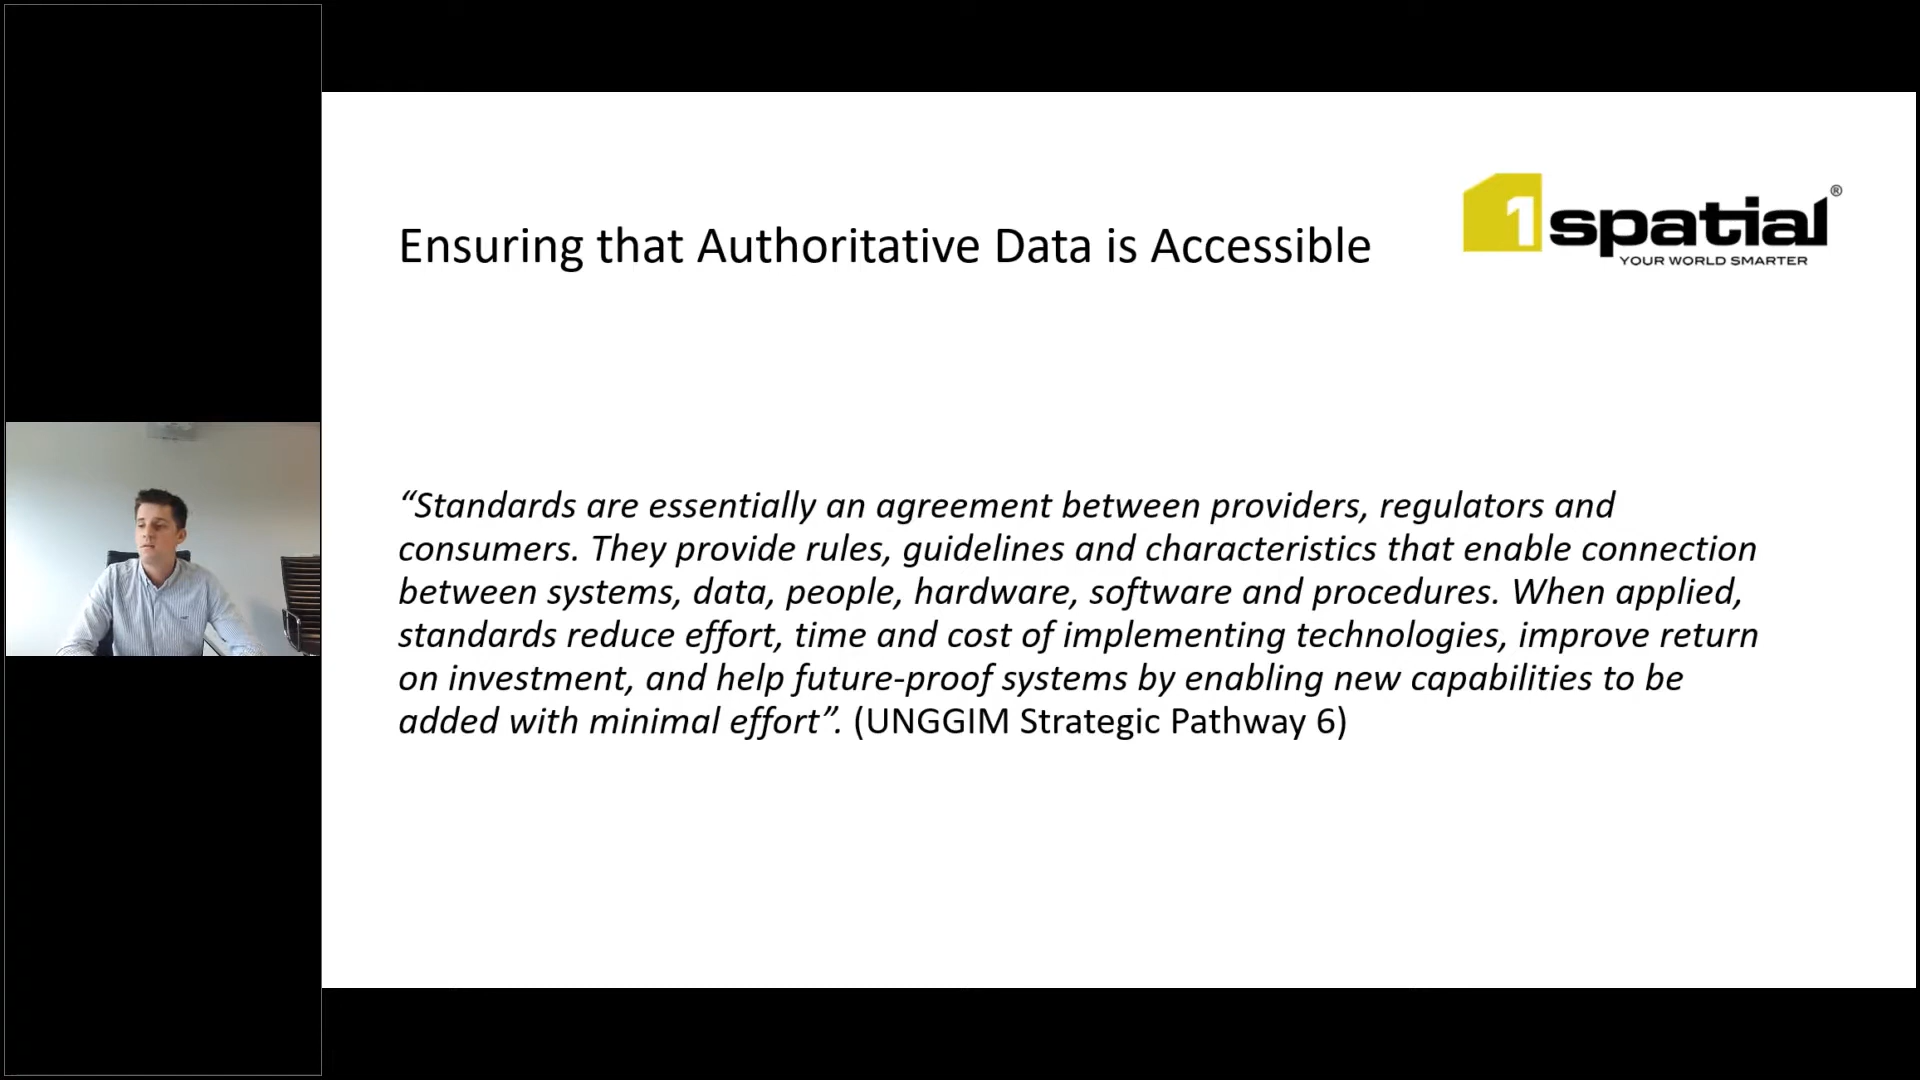 Ensuring that Authoritative Data is Accessible
1spatial®
YOUR WORLD SMARTER
“Standards are essentially an agreement between providers, regulators and
consumers. They provide rules, guidelines and characteristics that enable connection
between systems, data, people, hardware, software and procedures. When applied,
standards reduce effort, time and cost of implementing technologies, improve return
on investment, and help future-proof systems by enabling new capabilities to be
added with minimal effort”. (UNGGIM Strategic Pathway 6)